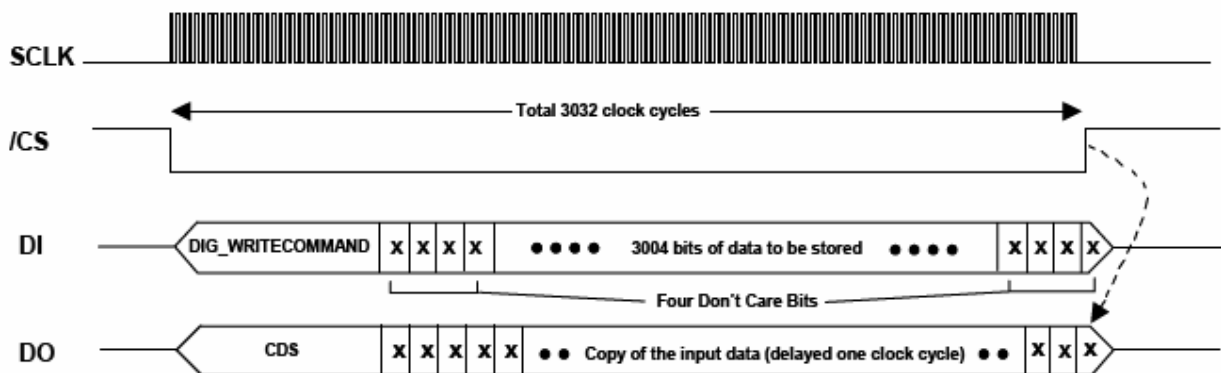 SCLK
Total 3032 clock cycles
/CS
DI DIG_WRITECOMMAND X X X X •••• 3004 bits of data to be stored •••• X X X X
Four Don't Care Bits
DO CDS X X X X X •• Copy of the input data (delayed one clock cycle) •• X X X